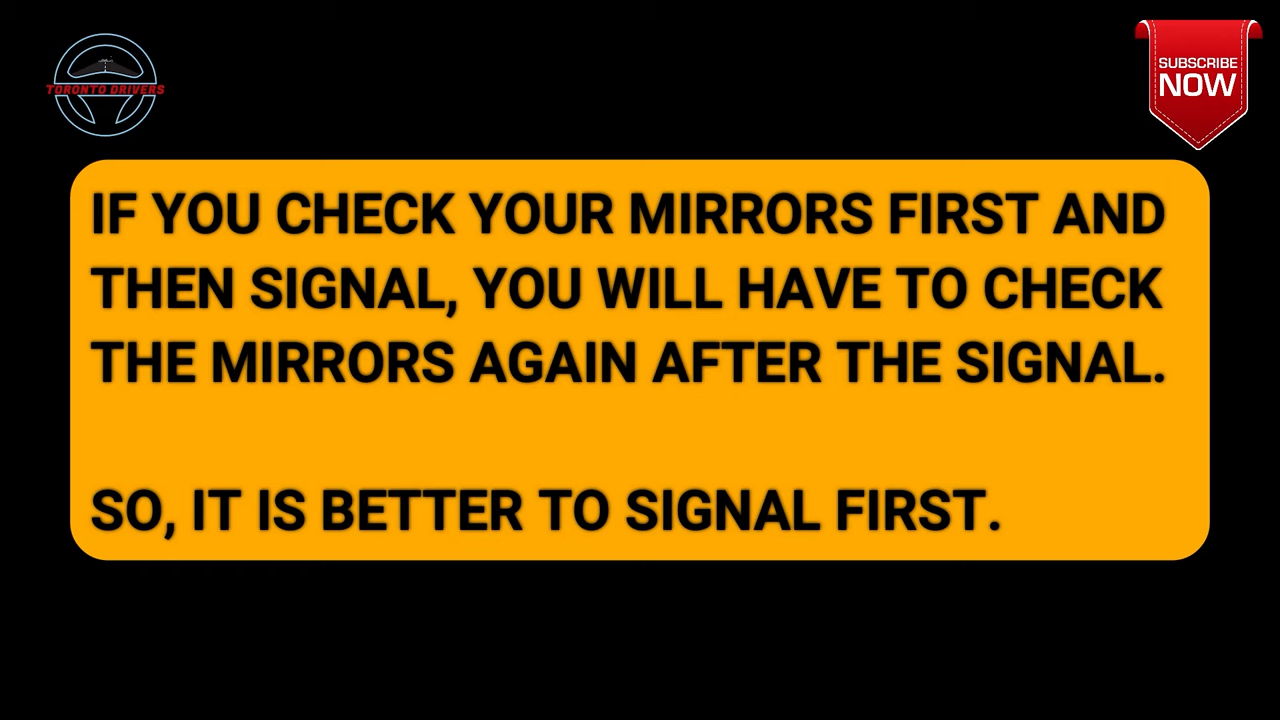 TORONTO DRIVERS
SUBSCRIBE
NOW
IF YOU CHECK YOUR MIRRORS FIRST AND
THEN SIGNAL, YOU WILL HAVE TO CHECK
THE MIRRORS AGAIN AFTER THE SIGNAL.
SO, IT IS BETTER TO SIGNAL FIRST.